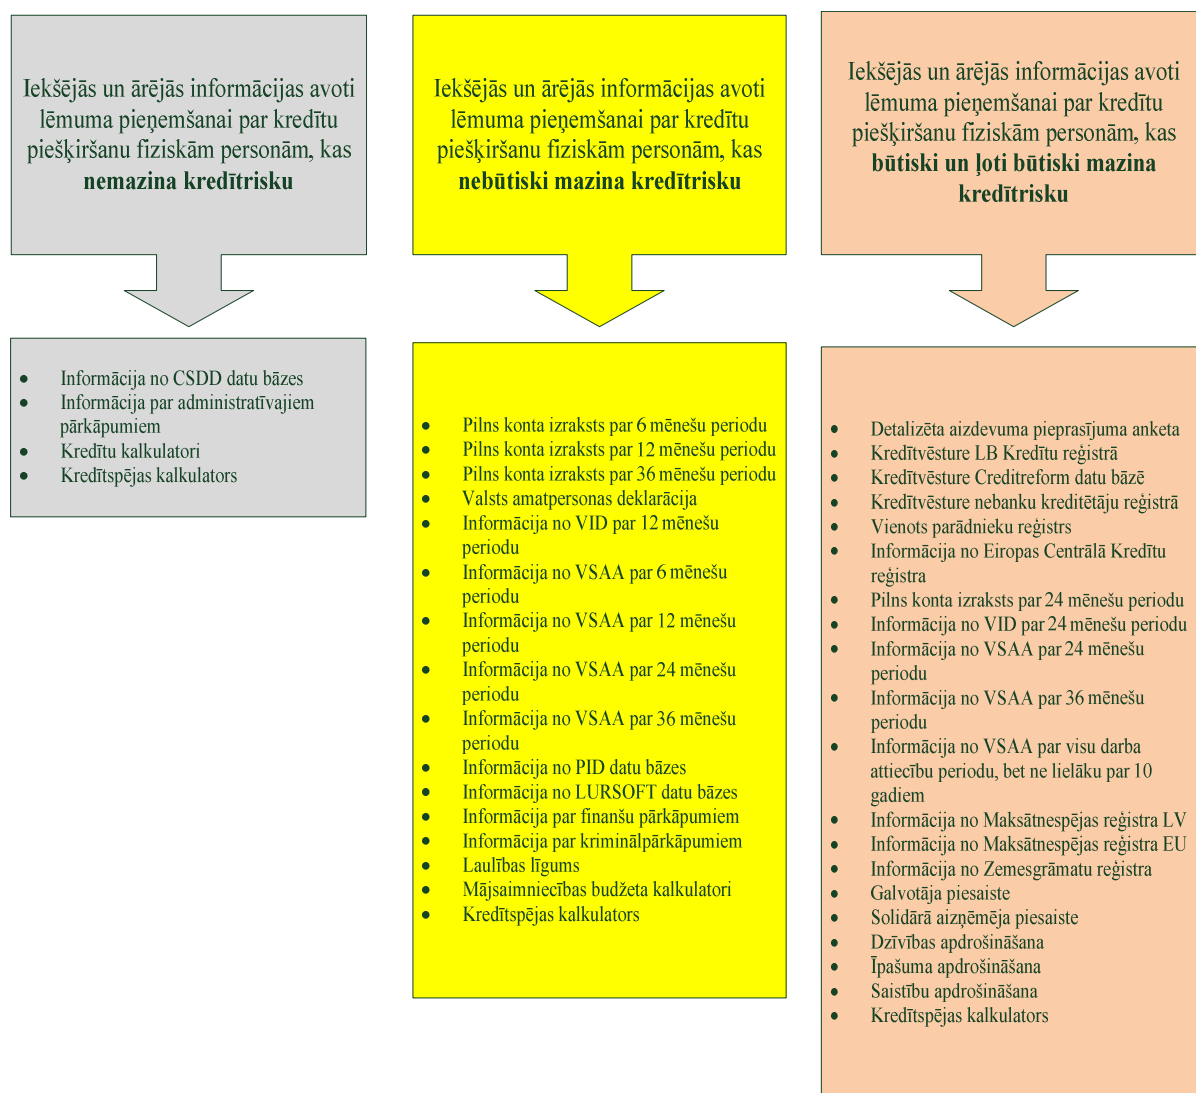 Iekšējās un ārējās informācijas avoti
lēmuma pieņemšanai par kredītu
piešķiršanu fiziskām personām, kas
nemazina kredītrisku
• Informācija no CSDD datu bāzes
• Informācija par administratīvajiem
pārkāpumiem
• Kredītu kalkulatori
• Kredītspējas kalkulators
Iekšējās un ārējās informācijas avoti
lēmuma pieņemšanai par kredītu
piešķiršanu fiziskām personām, kas
nebūtiski mazina kredītrisku
• Pilns konta izraksts par 6 mēnešu periodu
• Pilns konta izraksts par 12 mēnešu periodu
• Pilns konta izraksts par 36 mēnešu periodu
• Valsts amatpersonas deklarācija
• Informācija no VID par 12 mēnešu
periodu
• Informācija no VSAA par 6 mēnešu
periodu
• Informācija no VSAA par 12 mēnešu
periodu
• Informācija no VSAA par 24 mēnešu
periodu
• Informācija no VSAA par 36 mēnešu
periodu
• Informācija no PID datu bāzes
• Informācija no LURSOFT datu bāzes
• Informācija par finanšu pārkāpumiem
• Informācija par kriminālpārkāpumiem
• Laulības līgums
• Mājsaimniecības budžeta kalkulatori
• Kredītspējas kalkulators
Iekšējās un ārējās informācijas avoti
lēmuma pieņemšanai par kredītu
piešķiršanu fiziskām personām, kas
būtiski un ļoti būtiski mazina
kredītrisku
• Detalizēta aizdevuma pieprasījuma anketa
• Kredītvēsture LB Kredītu reģistrā
• Kredītvēsture Creditreform datu bāzē
• Kredītvēsture nebanku kreditētāju reģistrā
• Vienots parādnieku reģistrs
• Informācija no Eiropas Centrālā Kredītu
reģistra
• Pilns konta izraksts par 24 mēnešu periodu
• Informācija no VID par 24 mēnešu periodu
• Informācija no VSAA par 24 mēnešu
periodu
• Informācija no VSAA par 36 mēnešu
periodu
• Informācija no VSAA par visu darba
attiecību periodu, bet ne lielāku par 10
gadiem
• Informācija no Maksātnespējas reģistra LV
• Informācija no Maksātnespējas reģistra EU
• Informācija no Zemesgrāmatu reģistra
• Galvotāja piesaiste
• Solidārā aizņēmēja piesaiste
• Dzīvības apdrošināšana
• Īpašuma apdrošināšana
• Saistību apdrošināšana
• Kredītspējas kalkulators